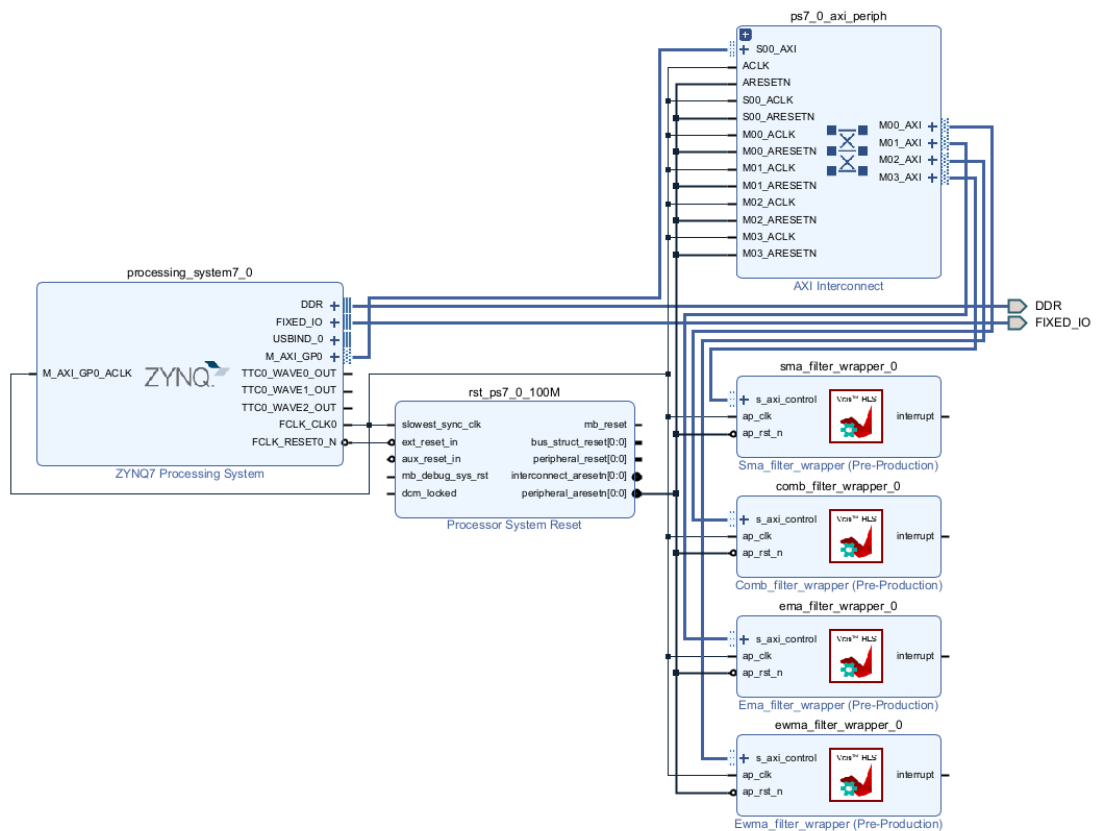 ps7_0_axi_periph
S00_AXI
ACLK
ARESETN
S00_ACLK
S00_ARESETN
M00_ACLK
M00_ARESETN
M01_ACLK
M01_ARESETN
M02_ACLK
M02_ARESETN
M03_ACLK
M03_ARESETN
M00_AXI
M01_AXI
M02_AXI
M03_AXI
AXI Interconnect
processing_system7_0
M_AXI_GP0_ACLK
ZYNQ
DDR
FIXED_IO
USBIND_0
M_AXI_GP0
TTC0_WAVE0_OUT
TTC0_WAVE1_OUT
TTC0_WAVE2_OUT
FCLK_CLK0
FCLK_RESET0_N
ZYNQ7 Processing System
DDR
FIXED_IO
rst_ps7_0_100M
slowest_sync_clk
ext_reset_in
aux_reset_in
mb_debug_sys_rst
dcm_locked
mb_reset
bus_struct_reset[0:0]
peripheral_reset[0:0]
interconnect_aresetn[0:0]
peripheral_aresetn[0:0]
Processor System Reset
sma_filter_wrapper_0
s_axi_control
ap_clk
ap_rst_n
Vitis™ HLS
interrupt
Sma_filter_wrapper (Pre-Production)
comb_filter_wrapper_0
s_axi_control
ap_clk
ap_rst_n
Vitis™ HLS
interrupt
Comb_filter_wrapper (Pre-Production)
ema_filter_wrapper_0
s_axi_control
ap_clk
ap_rst_n
Vitis™ HLS
interrupt
Ema_filter_wrapper (Pre-Production)
ewma_filter_wrapper_0
s_axi_control
ap_clk
ap_rst_n
Vitis™ HLS
interrupt
Ewma_filter_wrapper (Pre-Production)